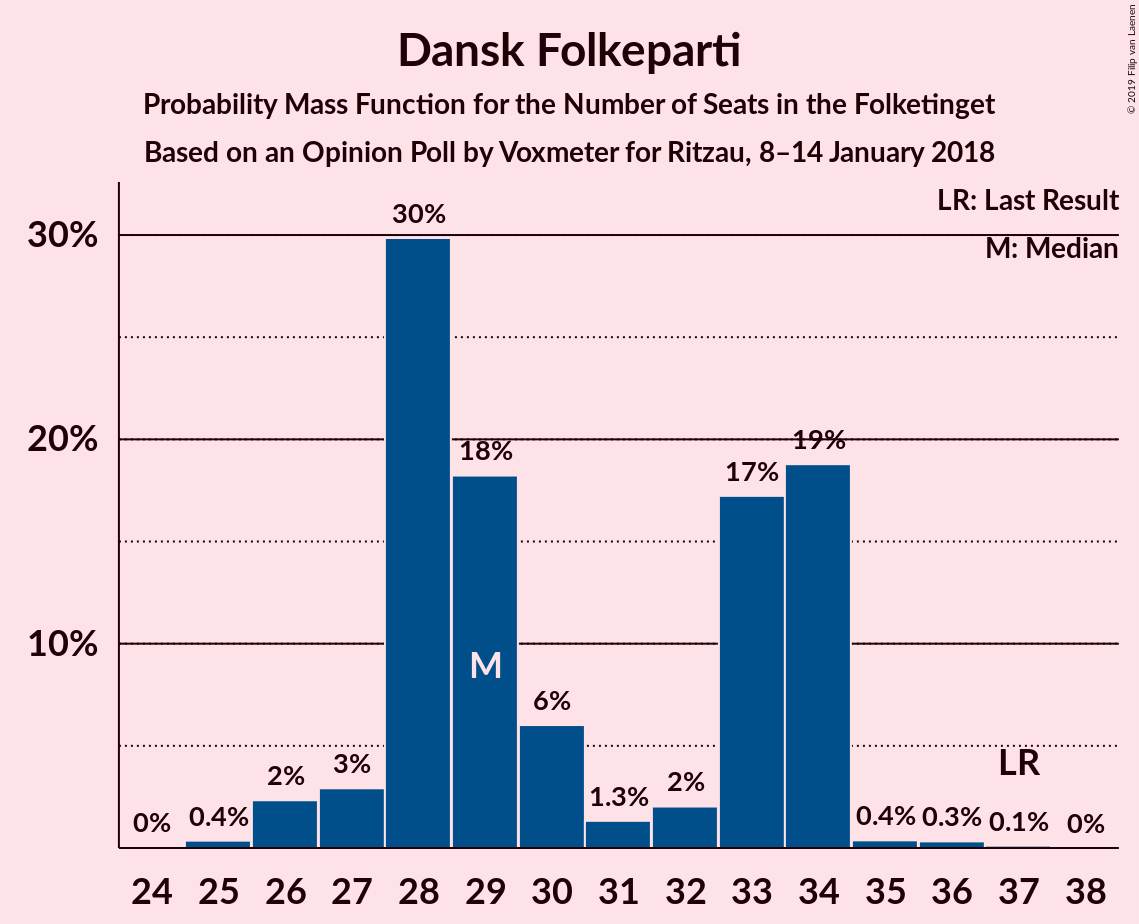 Dansk Folkeparti
Probability Mass Function for the Number of Seats in the Folketinget
Based on an Opinion Poll by Voxmeter for Ritzau, 8–14 January 2018
© 2019 Filip van Laenen
LR: Last Result
M: Median
30%
20%
10%
0%
0.4%
2%
3%
30%
18%
6%
1.3%
2%
17%
19%
0.4%
0.3%
0.1%
0%
M
LR
24 25 26 27 28 29 30 31 32 33 34 35 36 37 38